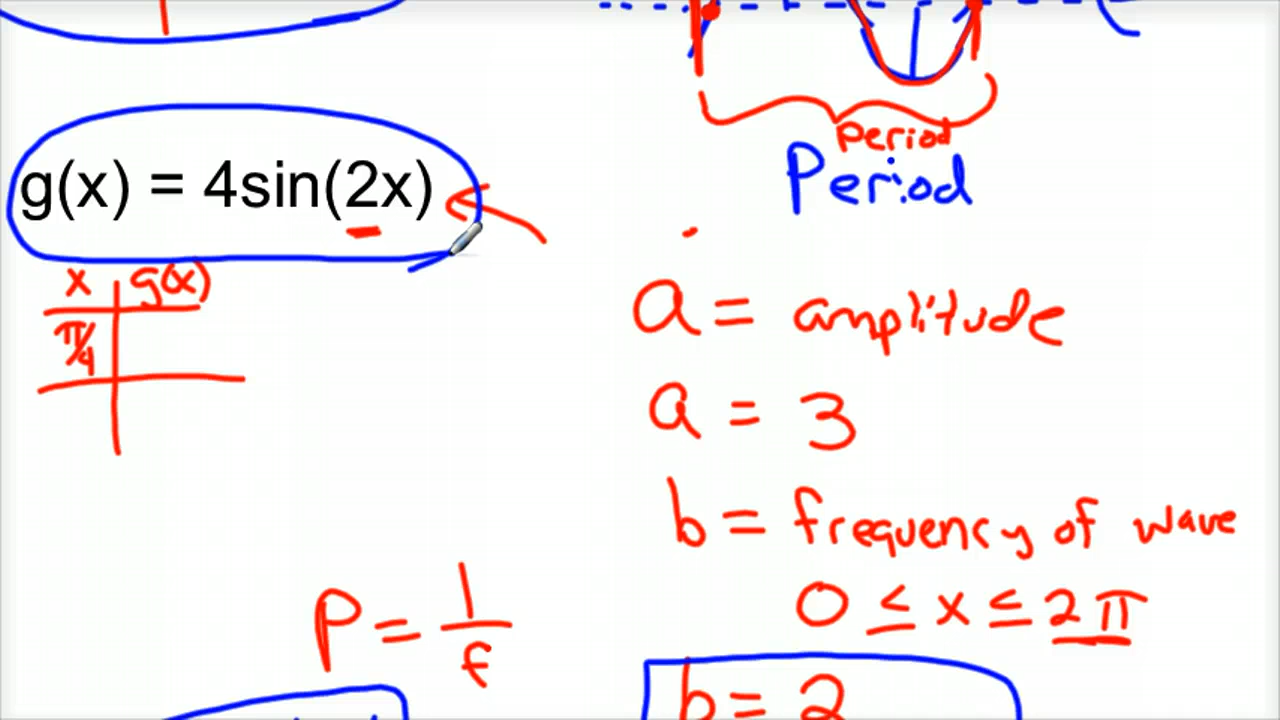 period
Period
g(x) = 4sin(2x)
x g(x)
π/4
a = amplitude
a = 3
b = frequency of wave
0 ≤ x ≤ 2π
P = 1/f
b = 2